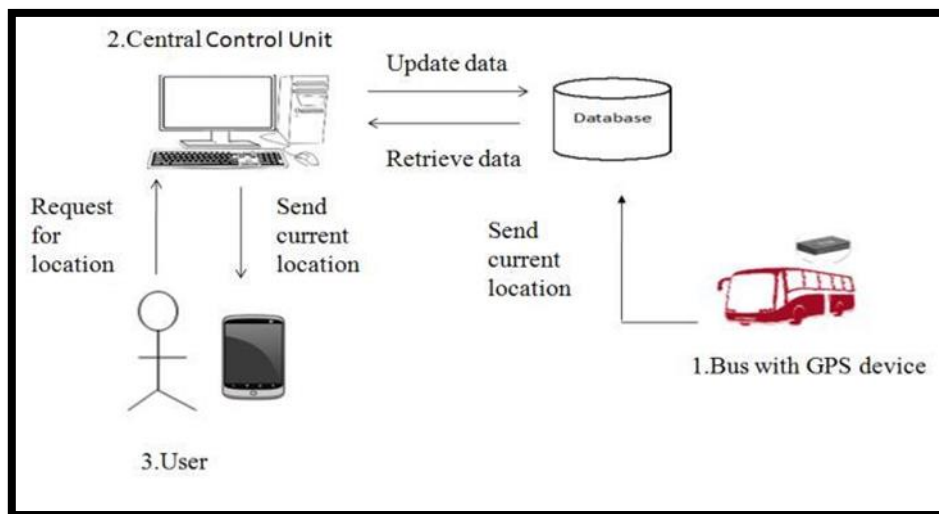 2.Central Control Unit
Update data
Database
Retrieve data
Request
for
location
Send
current
location
Send
current
location
1.Bus with GPS device
3.User